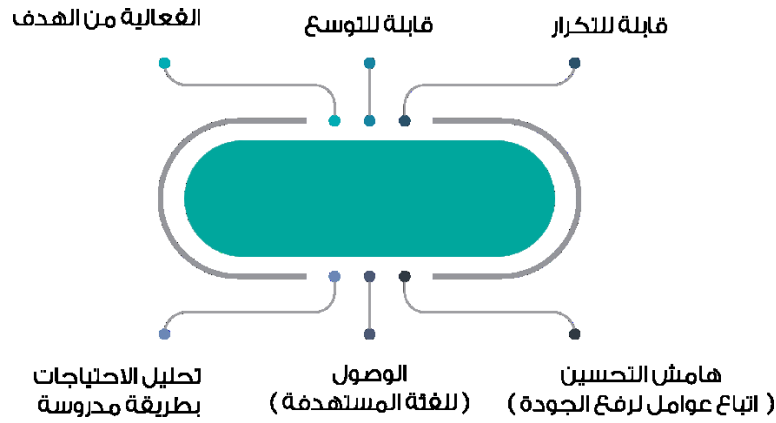 قابلة للتكرار
قابلة للتوسع
الفعالية من الهدف
هامش التحسين
( اتباع عوامل لرفع الجودة )
الوصول
( للفئة المستهدفة )
تحليل الاحتياجات
بطريقة مدروسة